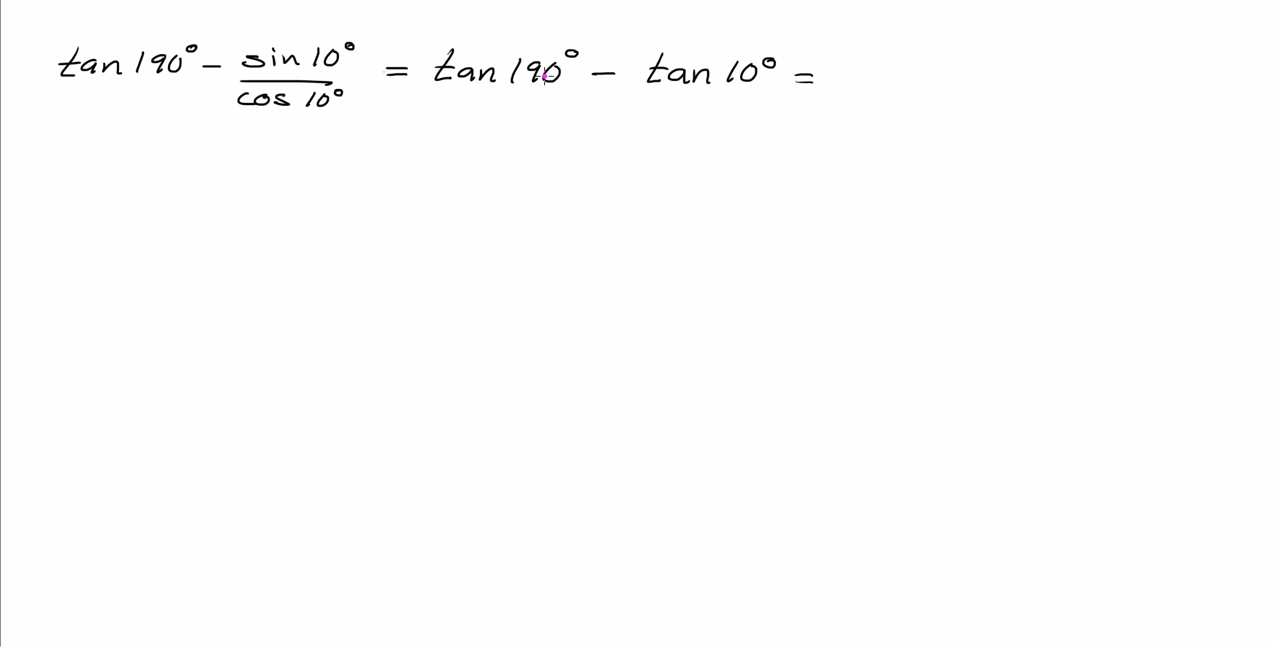 tan 190° - sin 10° / cos 10° = tan 190° - tan 10° =